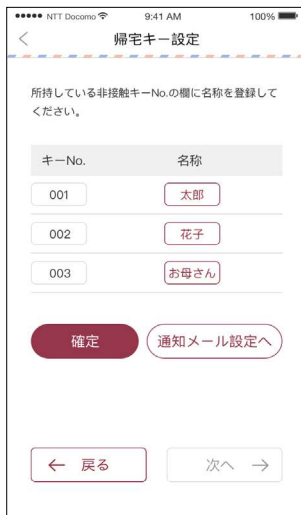 NTT Docomo 9:41 AM 100%
帰宅キー設定
所持している非接触キーNo.の欄に名称を登録して
ください。
キーNo. 名称
001 太郎
002 花子
003 お母さん
確定 通知メール設定へ
← 戻る 次へ →